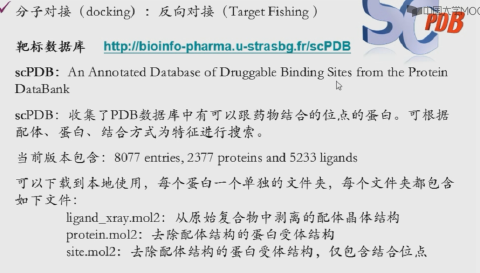 ✓ 分子对接(docking):反向对接(Target Fishing)
中国大学MOOC
scPDB
靶标数据库 http://bioinfo-pharma.u-strasbg.fr/scPDB
scPDB:An Annotated Database of Druggable Binding Sites from the Protein
DataBank
scPDB:收集了PDB数据库中有可以跟药物结合的位点的蛋白。可根据
配体、蛋白、结合方式为特征进行搜索。
当前版本包含:8077 entries, 2377 proteins and 5233 ligands
可以下载到本地使用,每个蛋白一个单独的文件夹,每个文件夹都包含
如下文件:
ligand_xray.mol2:从原始复合物中剥离的配体晶体结构
protein.mol2:去除配体结构的蛋白受体结构
site.mol2:去除配体结构的蛋白受体结构,仅包含结合位点